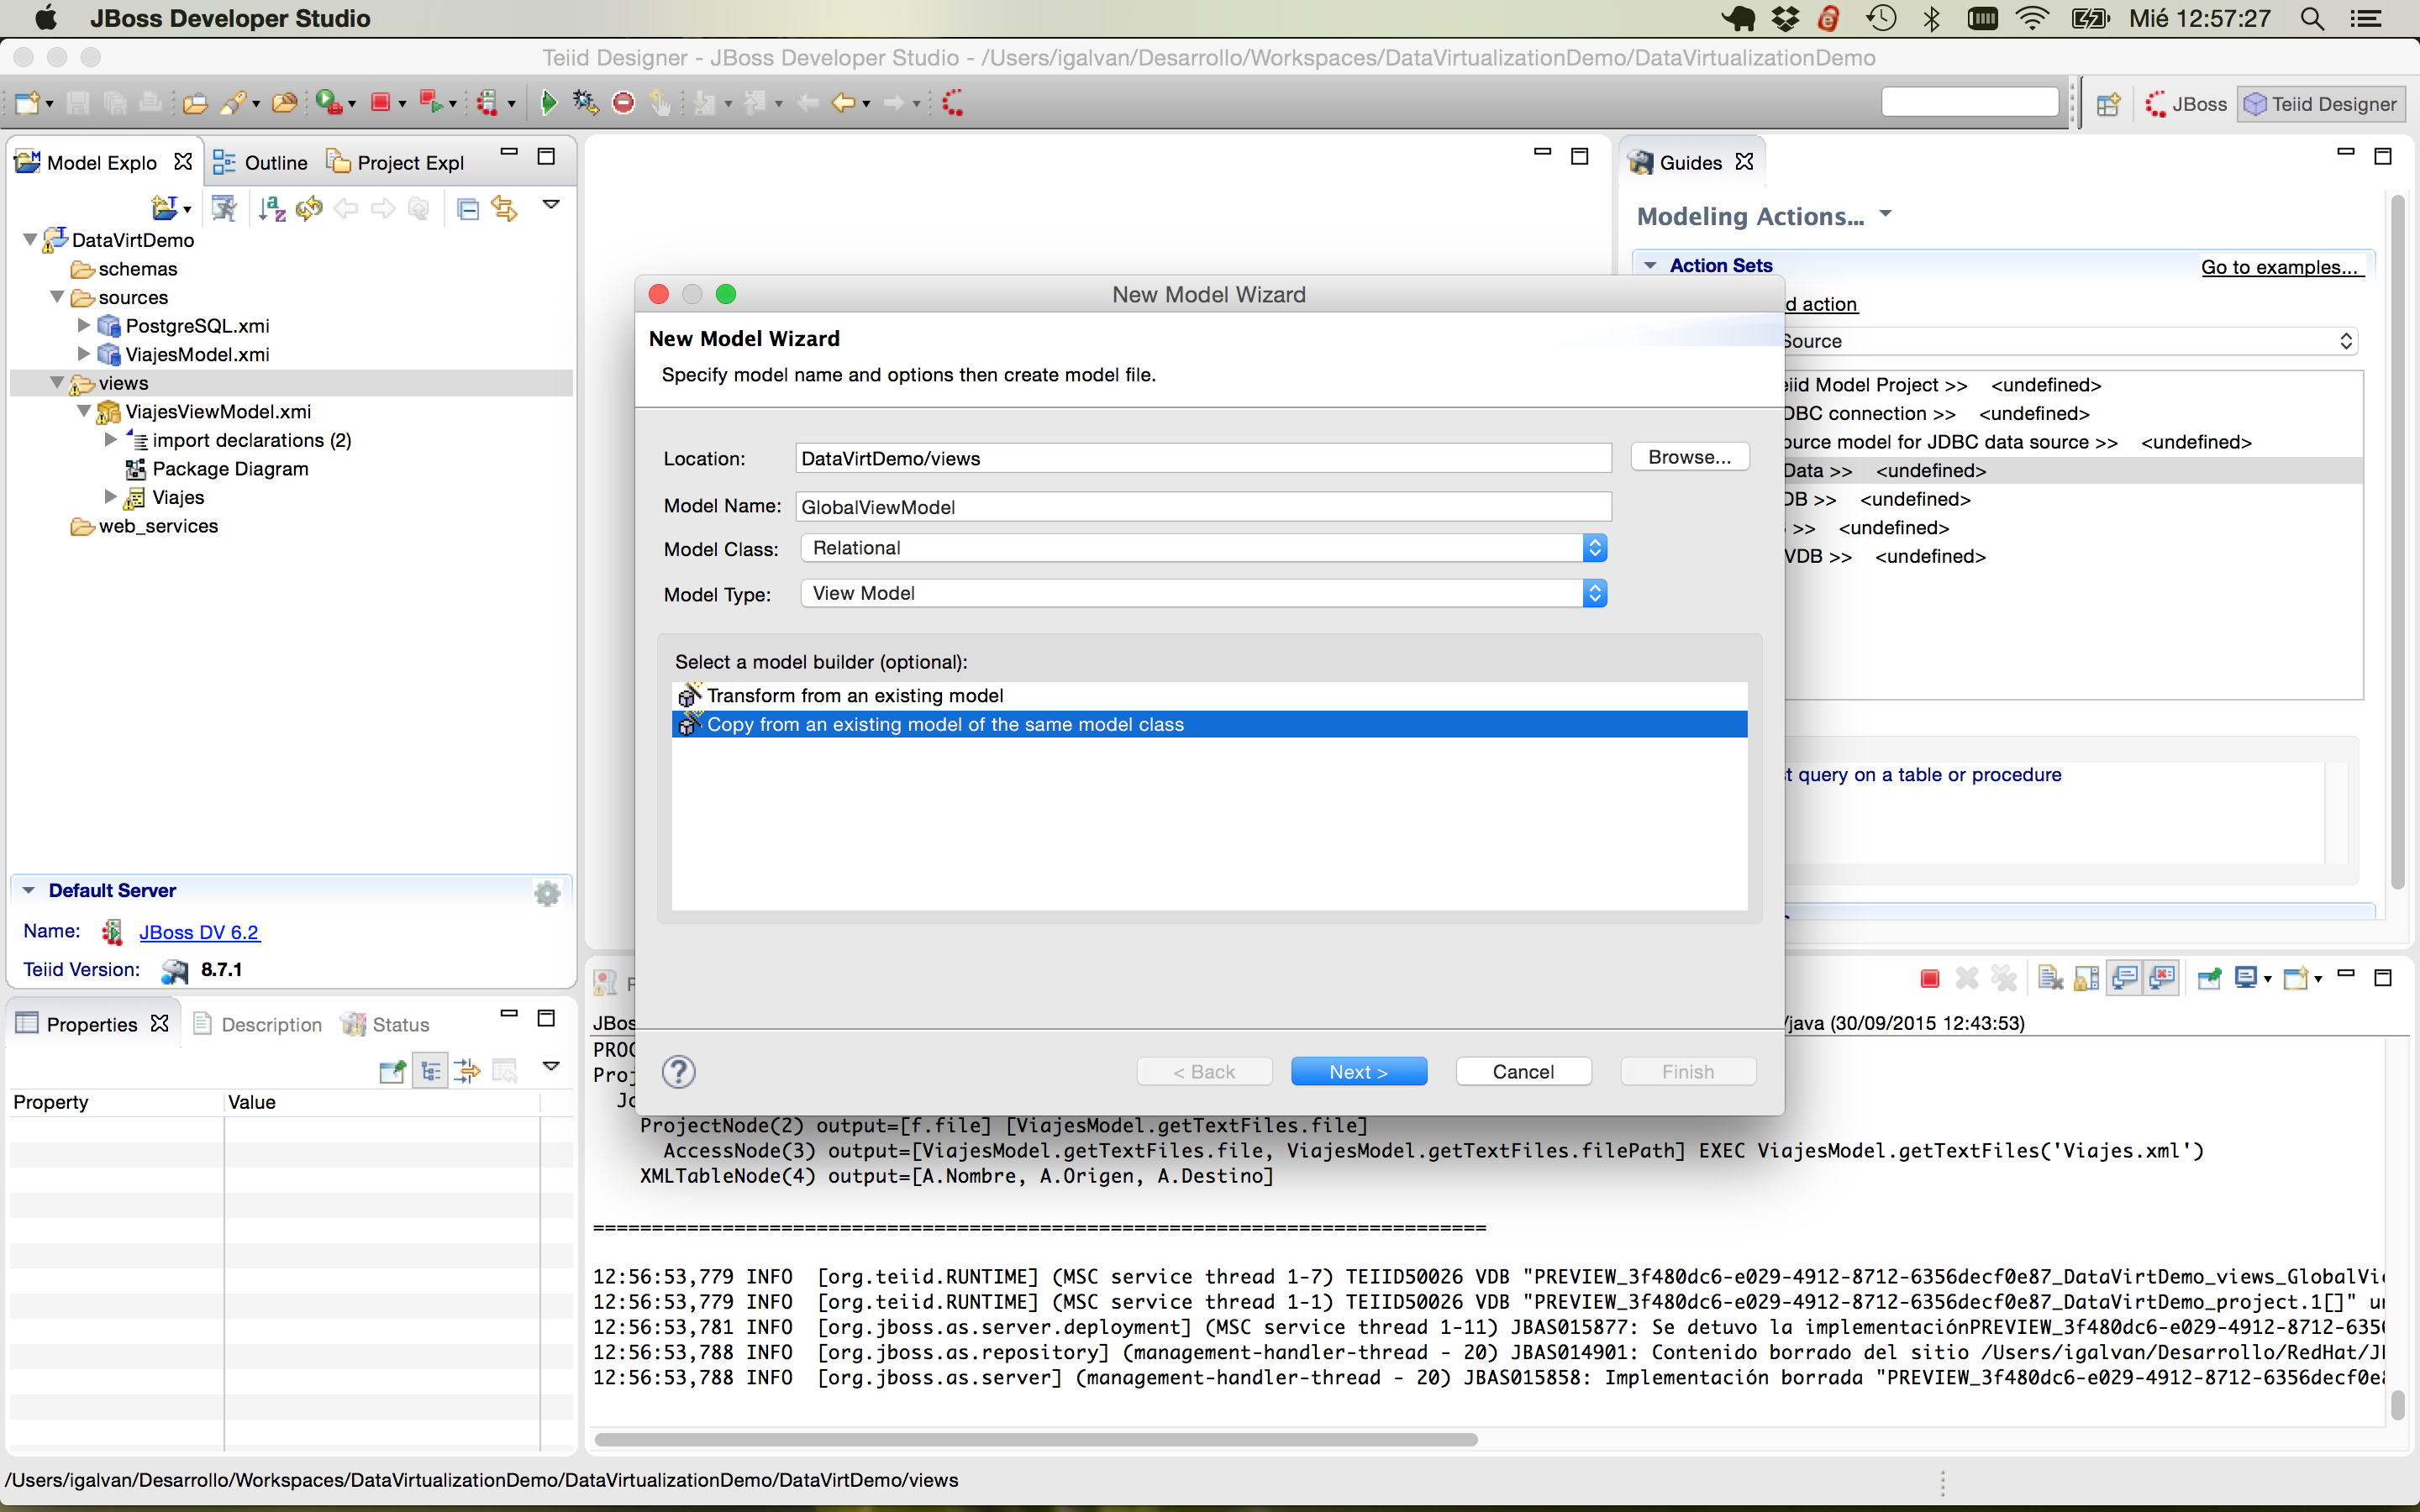 JBoss Developer Studio
Mié 12:57:27
Teiid Designer - JBoss Developer Studio - /Users/igalvan/Desarrollo/Workspaces/DataVirtualizationDemo/DataVirtualizationDemo
JBoss
Teiid Designer
Model Explo
Outline
Project Expl
DataVirtDemo
schemas
sources
PostgreSQL.xmi
ViajesModel.xmi
views
ViajesViewModel.xmi
import declarations (2)
Package Diagram
Viajes
web_services
Default Server
Name:
JBoss DV 6.2
Teiid Version:
8.7.1
Properties
Description
Status
Property
Value
Guides
Modeling Actions...
Action Sets
Go to examples...
d action
Source
eiid Model Project >> <undefined>
DBC connection >> <undefined>
ource model for JDBC data source >> <undefined>
Data >> <undefined>
DB >> <undefined>
>> <undefined>
VDB >> <undefined>
t query on a table or procedure
New Model Wizard
New Model Wizard
Specify model name and options then create model file.
Location:
DataVirtDemo/views
Browse...
Model Name:
GlobalViewModel
Model Class:
Relational
Model Type:
View Model
Select a model builder (optional):
Transform from an existing model
Copy from an existing model of the same model class
?
< Back
Next >
Cancel
Finish
JBos
/java (30/09/2015 12:43:53)
PROC
Proj
Jo
ProjectNode(2) output=[f.file] [ViajesModel.getTextFiles.file]
AccessNode(3) output=[ViajesModel.getTextFiles.file, ViajesModel.getTextFiles.filePath] EXEC ViajesModel.getTextFiles('Viajes.xml')
XMLTableNode(4) output=[A.Nombre, A.Origen, A.Destino]
============================================================================
12:56:53,779 INFO [org.teiid.RUNTIME] (MSC service thread 1-7) TEIID50026 VDB "PREVIEW_3f480dc6-e029-4912-8712-6356decf0e87_DataVirtDemo_views_GlobalVi
12:56:53,779 INFO [org.teiid.RUNTIME] (MSC service thread 1-1) TEIID50026 VDB "PREVIEW_3f480dc6-e029-4912-8712-6356decf0e87_DataVirtDemo_project.1[]" u
12:56:53,781 INFO [org.jboss.as.server.deployment] (MSC service thread 1-11) JBAS015877: Se detuvo la implementaciónPREVIEW_3f480dc6-e029-4912-8712-635
12:56:53,788 INFO [org.jboss.as.repository] (management-handler-thread - 20) JBAS014901: Contenido borrado del sitio /Users/igalvan/Desarrollo/RedHat/J
12:56:53,788 INFO [org.jboss.as.server] (management-handler-thread - 20) JBAS015858: Implementación borrada "PREVIEW_3f480dc6-e029-4912-8712-6356decf0e
/Users/igalvan/Desarrollo/Workspaces/DataVirtualizationDemo/DataVirtualizationDemo/DataVirtDemo/views